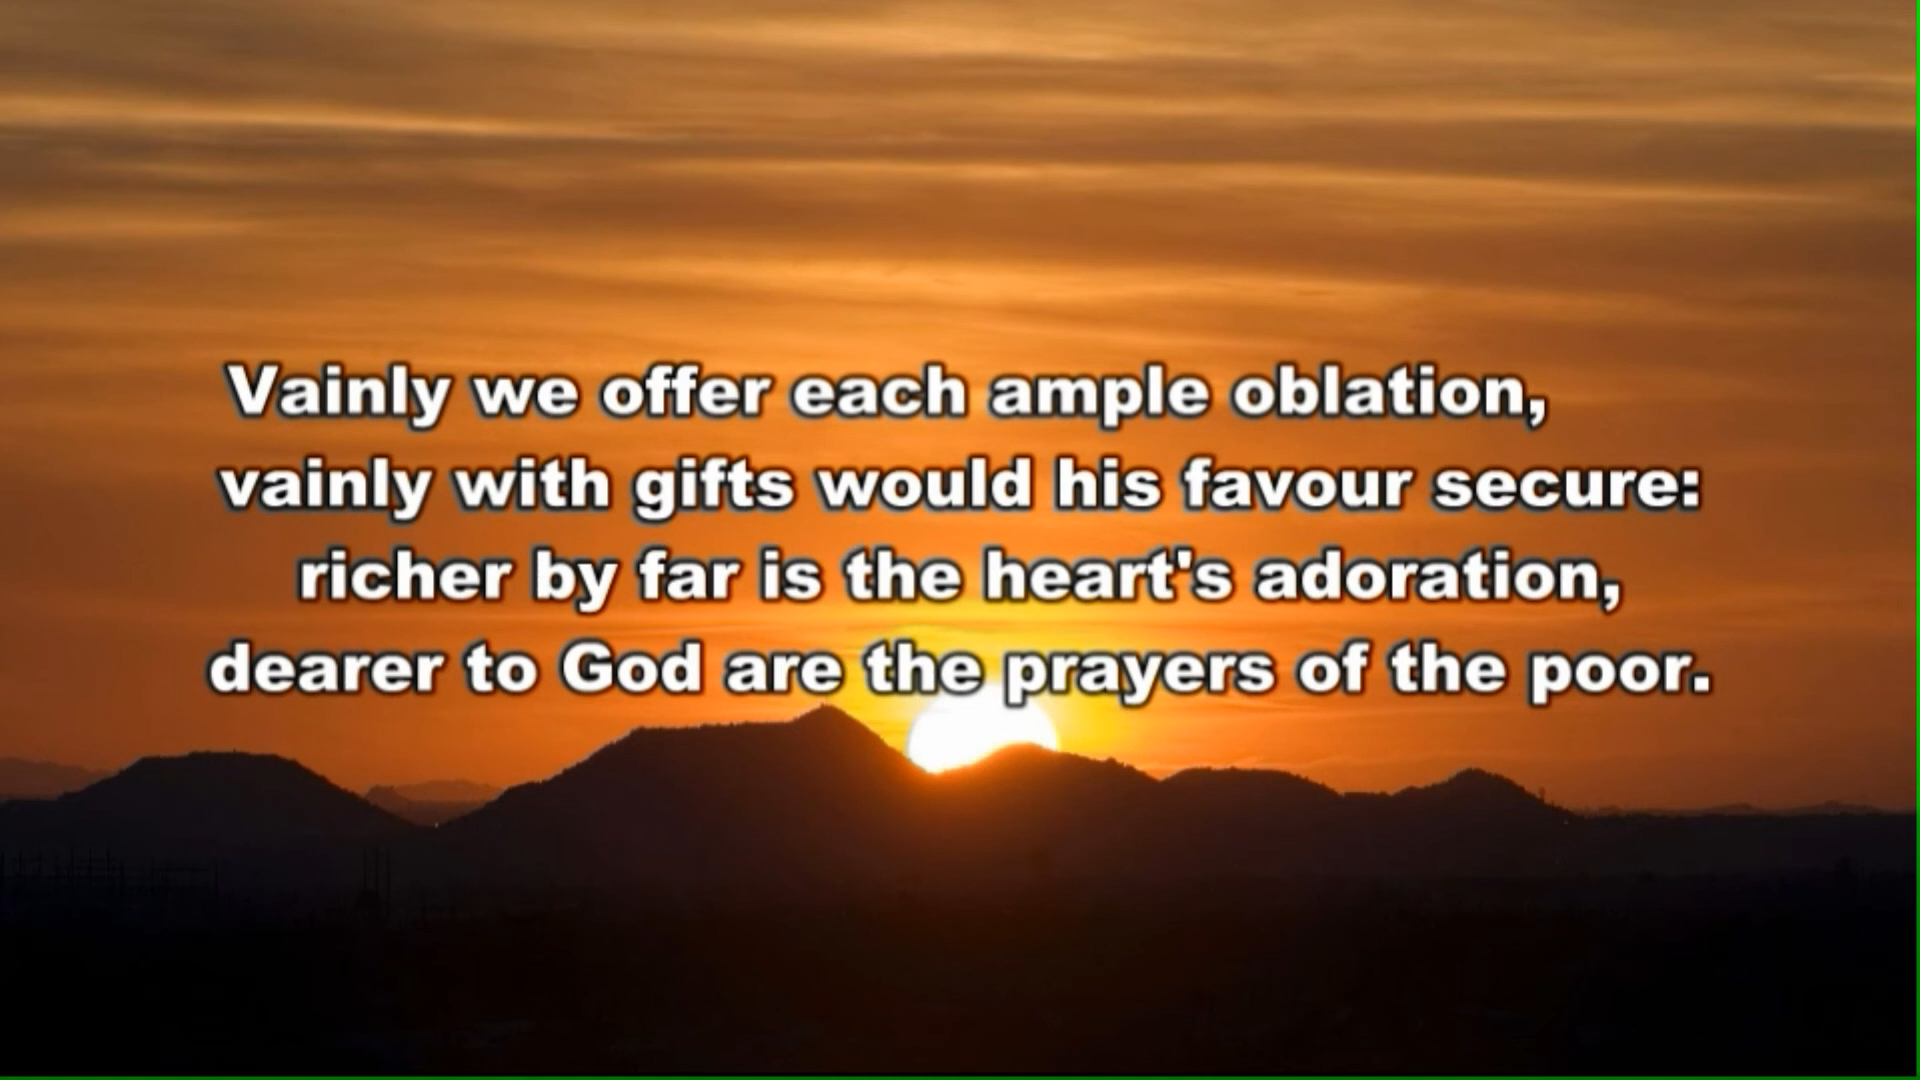 Vainly we offer each ample oblation,
vainly with gifts would his favour secure:
richer by far is the heart's adoration,
dearer to God are the prayers of the poor.